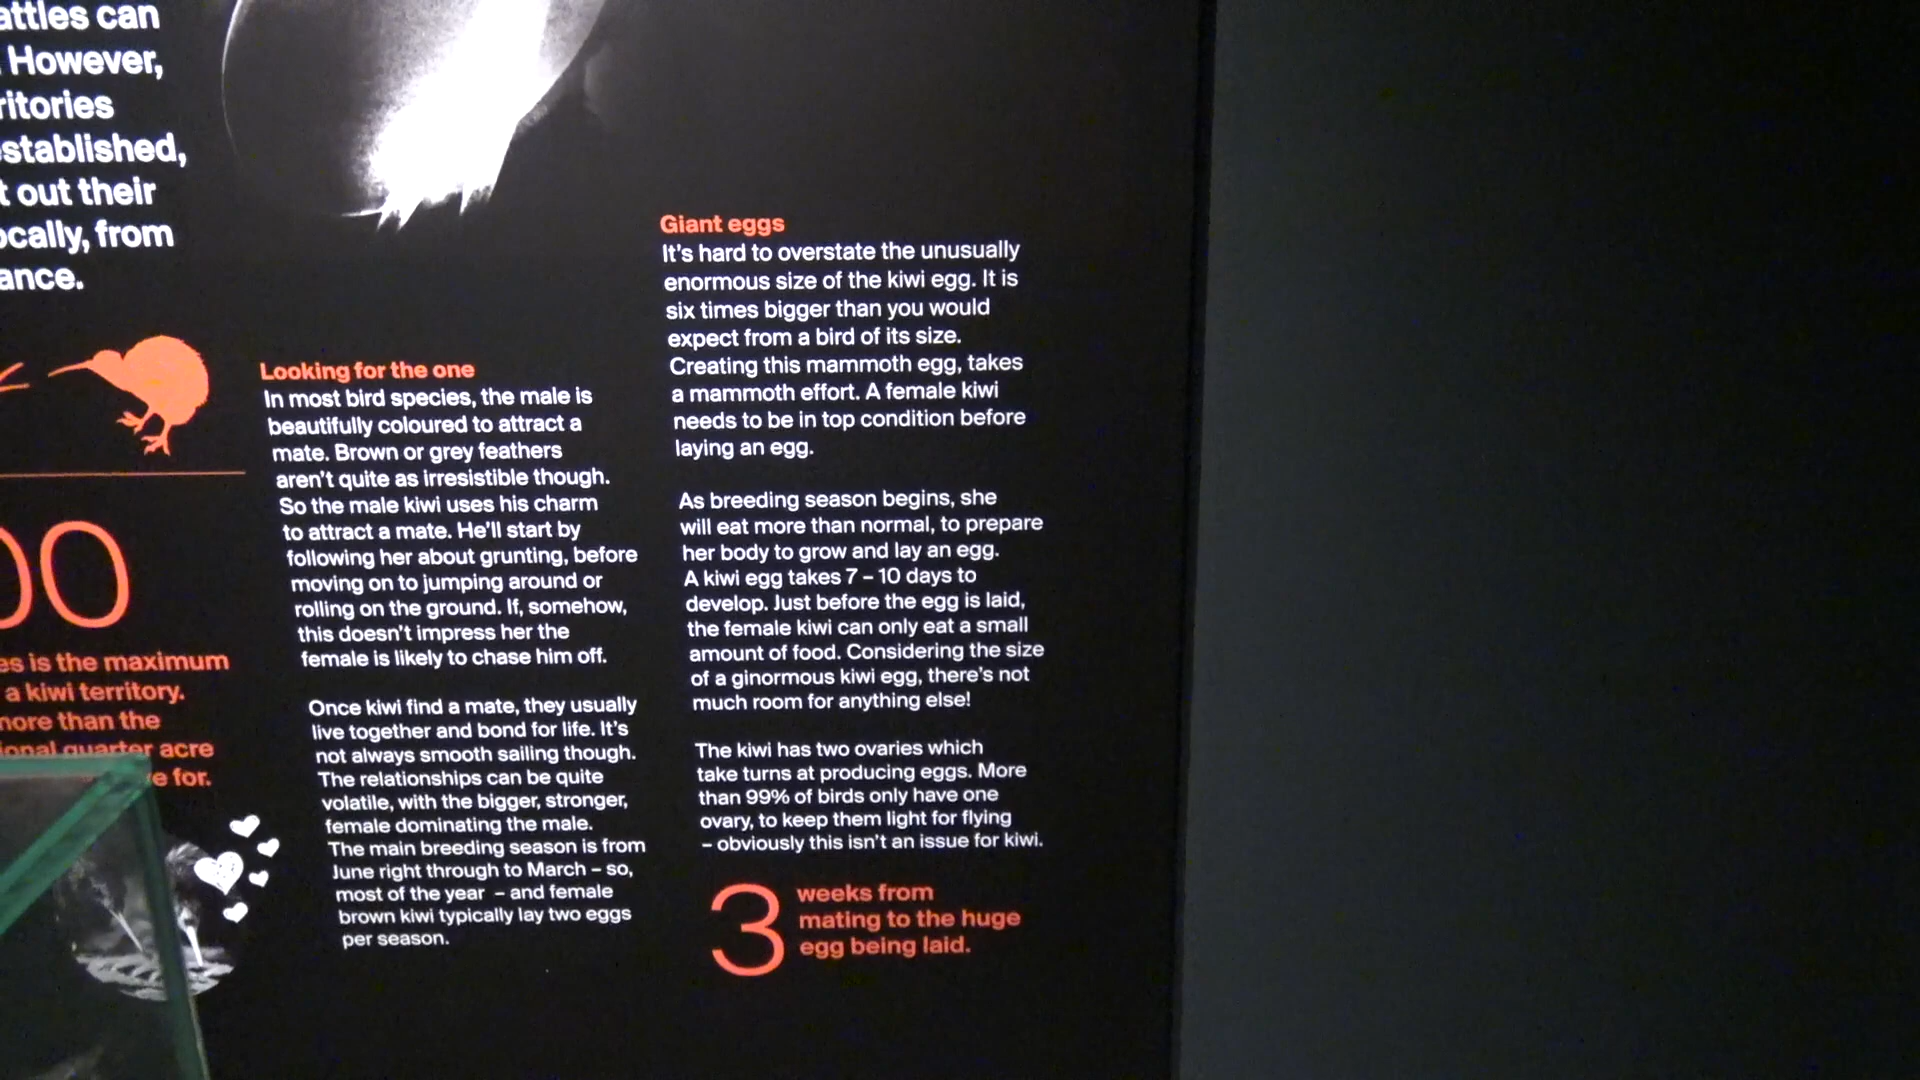 attles can
However,
ritories
stablished,
t out their
ocally, from
ance.
00
es is the maximum
a kiwi territory.
more than the
ional quarter acre
e for.
Looking for the one
In most bird species, the male is
beautifully coloured to attract a
mate. Brown or grey feathers
aren't quite as irresistible though.
So the male kiwi uses his charm
to attract a mate. He'll start by
following her about grunting, before
moving on to jumping around or
rolling on the ground. If, somehow,
this doesn't impress her the
female is likely to chase him off.
Once kiwi find a mate, they usually
live together and bond for life. It's
not always smooth sailing though.
The relationships can be quite
volatile, with the bigger, stronger,
female dominating the male.
The main breeding season is from
June right through to March – so,
most of the year – and female
brown kiwi typically lay two eggs
per season.
Giant eggs
It's hard to overstate the unusually
enormous size of the kiwi egg. It is
six times bigger than you would
expect from a bird of its size.
Creating this mammoth egg, takes
a mammoth effort. A female kiwi
needs to be in top condition before
laying an egg.
As breeding season begins, she
will eat more than normal, to prepare
her body to grow and lay an egg.
A kiwi egg takes 7 – 10 days to
develop. Just before the egg is laid,
the female kiwi can only eat a small
amount of food. Considering the size
of a ginormous kiwi egg, there's not
much room for anything else!
The kiwi has two ovaries which
take turns at producing eggs. More
than 99% of birds only have one
ovary, to keep them light for flying
– obviously this isn't an issue for kiwi.
3 weeks from
mating to the huge
egg being laid.